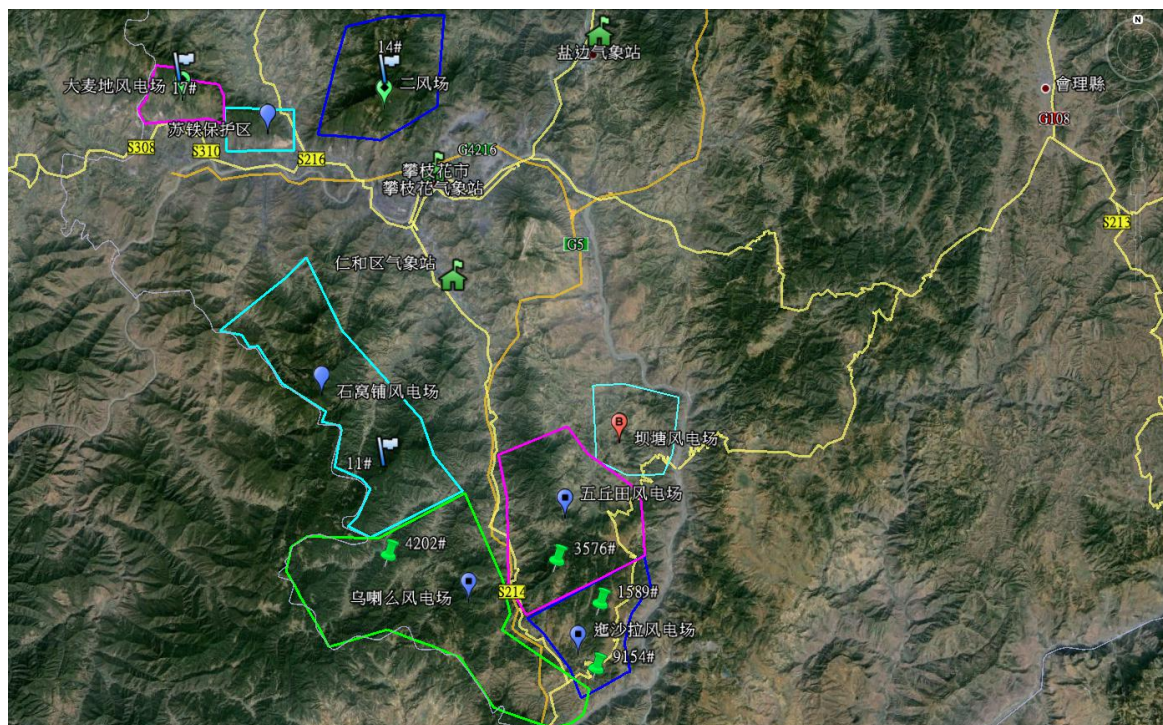 N
盐边气象站
14#
二风场
大麦地风电场
17#
會理縣
G108
苏铁保护区
S308
S310
S216
G4216
攀枝花市
攀枝花气象站
S213
G5
仁和区气象站
石窝铺风电场
B
坝塘风电场
11#
五丘田风电场
4202#
3576#
乌喇么风电场
S214
1589#
迤沙拉风电场
9154#